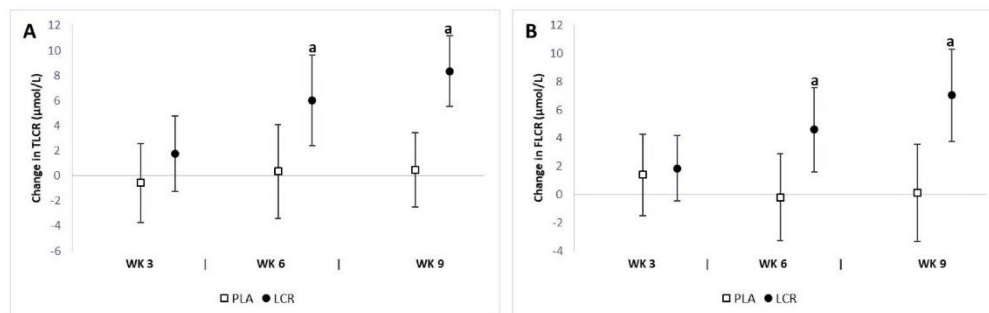 A
Change in TLCR (µmol/L)
12
10
8
6
4
2
0
-2
-4
-6
a
a
WK 3 | WK 6 | WK 9
PLA LCR
B
Change in FLCR (µmol/L)
12
10
8
6
4
2
0
-2
-4
a
a
WK 3 | WK 6 | WK 9
PLA LCR